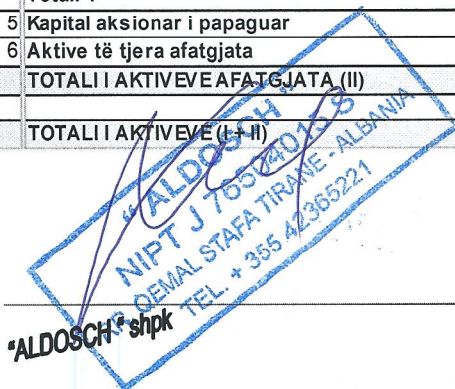 5 Kapital aksionar i papaguar
6 Aktive të tjera afatgjata
TOTALI I AKTIVEVE AFATGJATA (II)
TOTALI I AKTIVEVE (I + II)
"ALDOSCH"
NIPT J
RR. QEMAL STAFA TIRANE - ALBANIA
TEL. + 355 42365221
"ALDOSCH" shpk